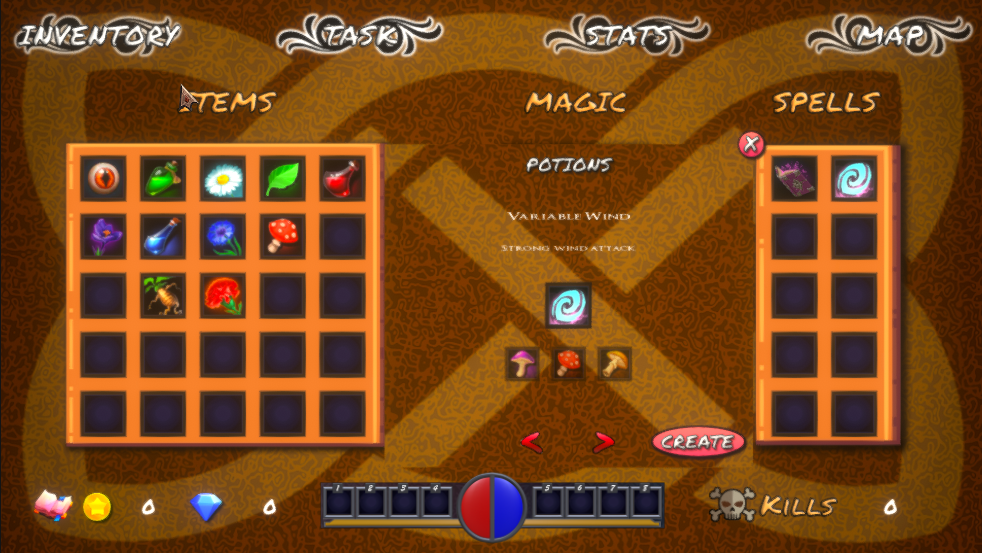 INVENTORY
TASK
STATS
MAP
ITEMS
MAGIC
SPELLS
X
POTIONS
VARIABLE WIND
STRONG WIND ATTACK
< >
CREATE
0
0
1 2 3 4
5 6 7 8
KILLS
0